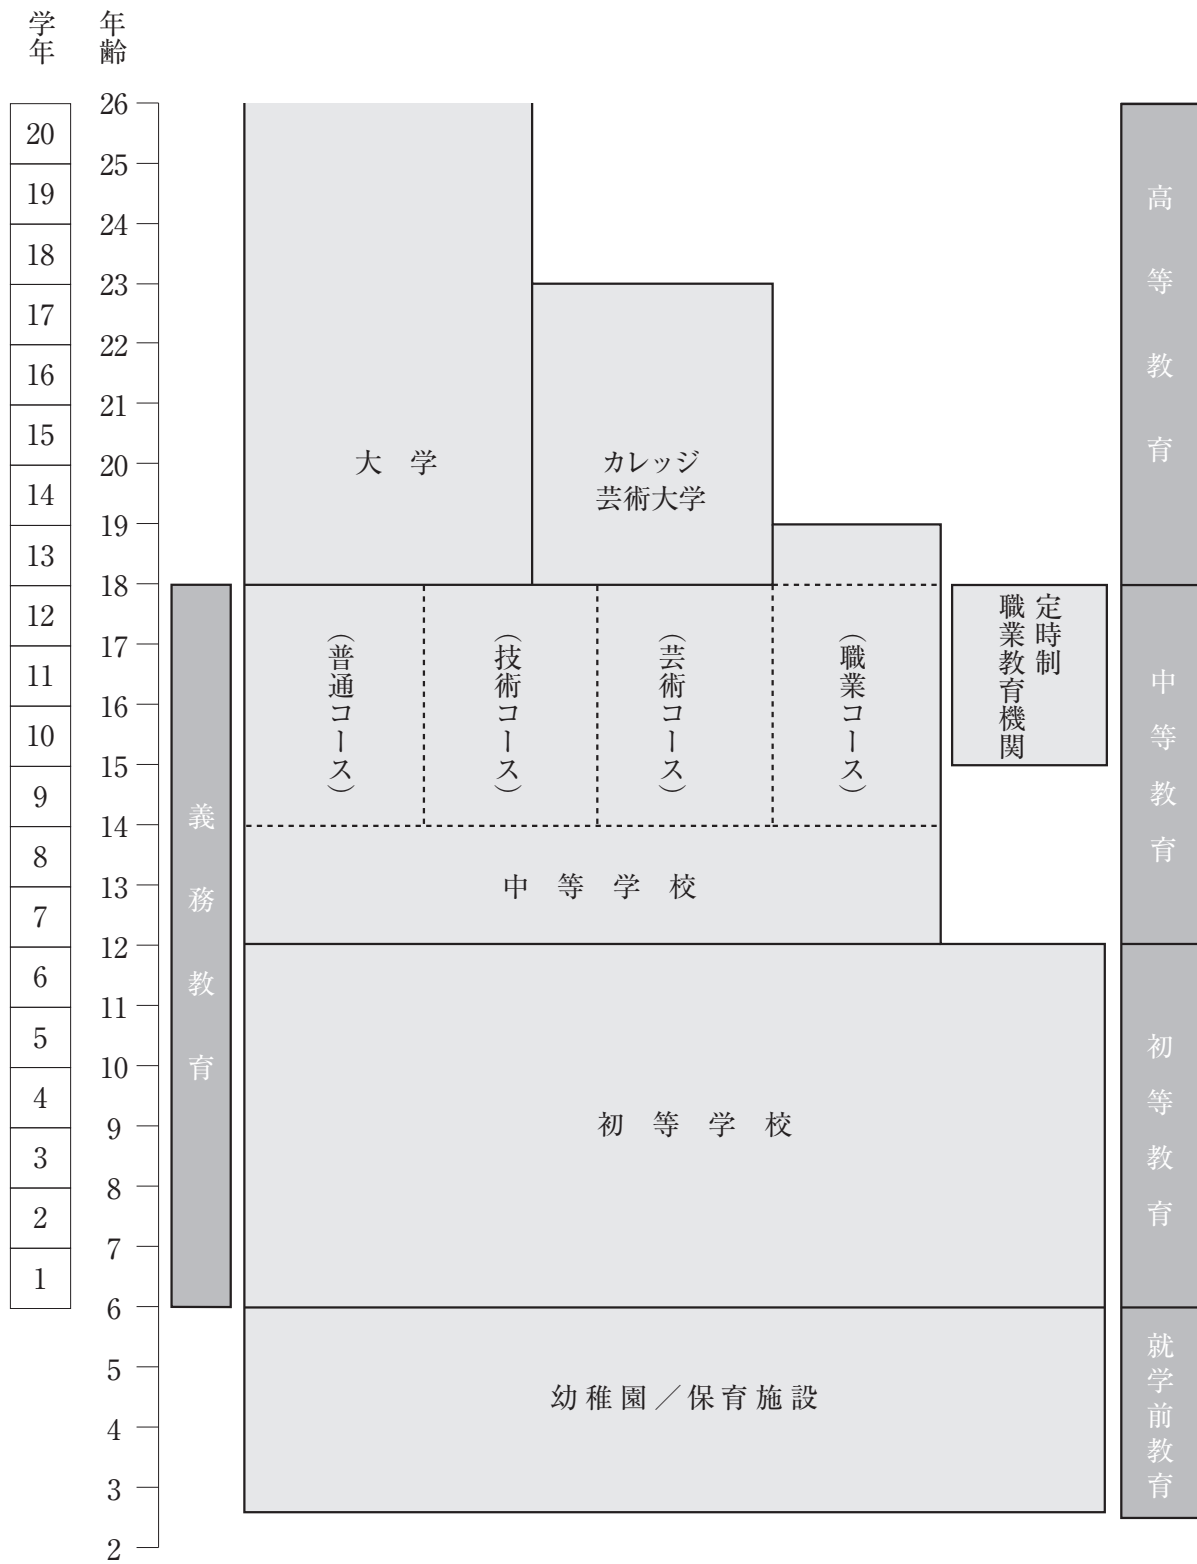 学年
年齢
20
19
18
17
16
15
14
13
12
11
10
9
8
7
6
5
4
3
2
1
26
25
24
23
22
21
20
19
18
17
16
15
14
13
12
11
10
9
8
7
6
5
4
3
2
義務教育
大学
カレッジ
芸術大学
(普通コース)
(技術コース)
(芸術コース)
(職業コース)
定時制
職業教育機関
中等学校
初等学校
幼稚園／保育施設
高等教育
中等教育
初等教育
就学前教育